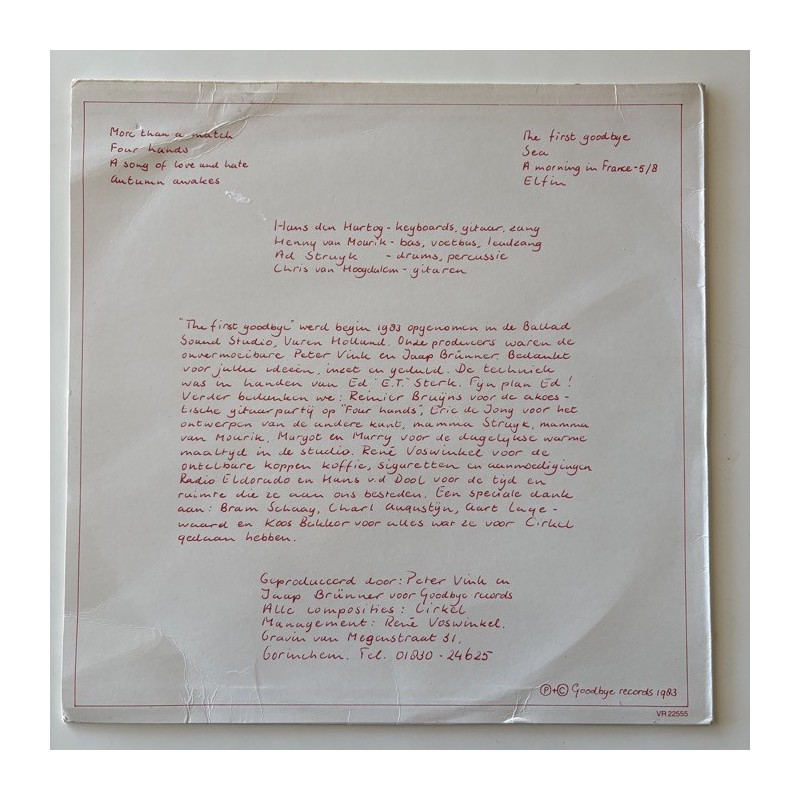 More than a match
Four hands
A song of love and hate
Autumn awakes
The first goodbye
Sea
A morning in France-5/8
Elfin
Hans den Hartog - keyboards, gitaar, zang
Henny van Mourik - bas, voetbas, leadzang
Ad Struyk - drums, percussie
Chris van Hoogdalem - gitaren
"The first goodbye" werd begin 1983 opgenomen in de Ballad
Sound Studio, Vuren Holland. Onze producers waren de
onvermoeibare Peter Vink en Jaap Brünner. Bedankt
voor jullie ideeën, inzet en geduld. De techniek
was in handen van Ed "E.T." Sterk. Fyn plan Ed!
Verder bedanken we: Reinier Bruijns voor de akoes-
tische gitaarpartij op "Four hands", Eric de Jong voor het
ontwerpen van de andere kant, mamma Struyk, mamma
van Mourik, Margot en Marry voor de dagelykse warme
maaltyd in de studio. René Voswinkel voor de
ontelbare koppen koffie, sigaretten en aanmoedigingen
Radio Eldorado en Hans v.d Dool voor de tyd en
ruimte die ze aan ons besteden. Een speciale dank
aan: Bram Schaay, Charl Augustijn, Aart Lage-
waard en Koos Bakker voor alles wat ze voor Cirkel
gedaan hebben.
Geproduceerd door: Peter Vink en
Jaap Brünner voor Goodbye records
Alle composities: Cirkel
Management: René Voswinkel.
Gravin van Megenstraat 31.
Gorinchem. Tel. 01830-24625
Ⓟ+© Goodbye records 1983
VR 22555